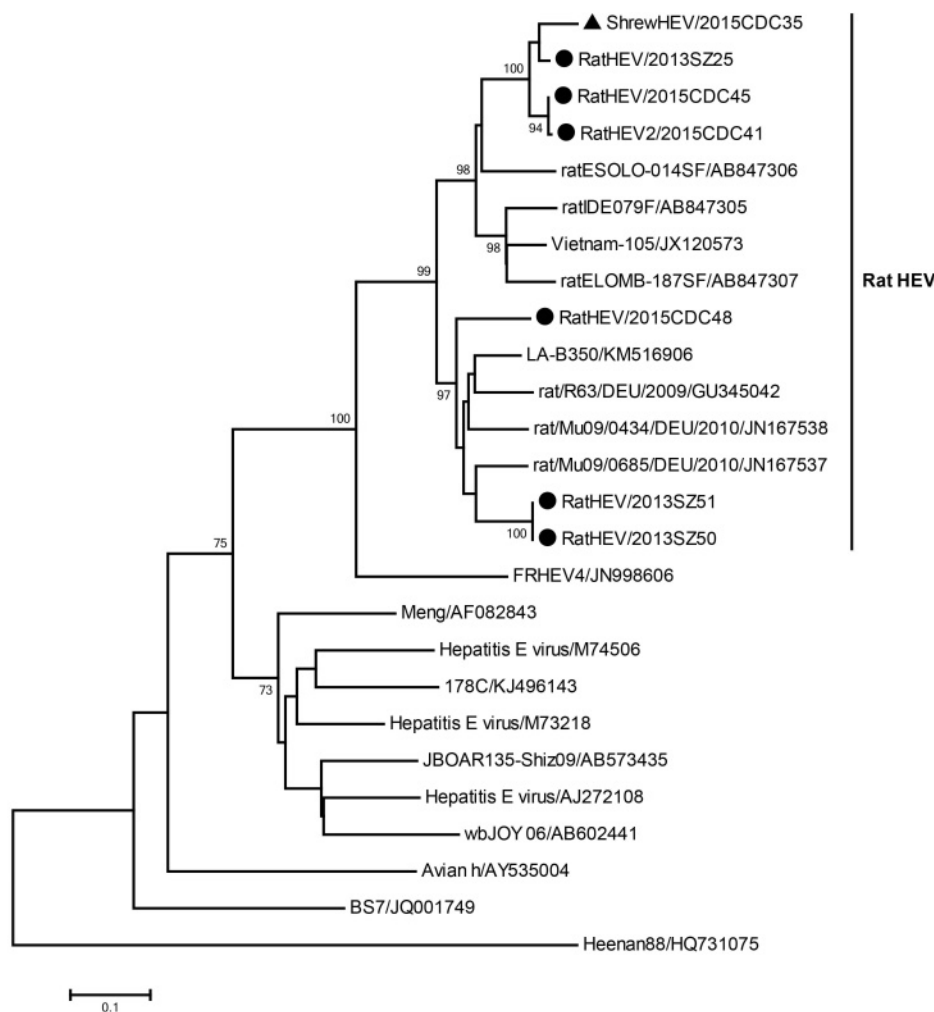 ShrewHEV/2015CDC35
100
RatHEV/2013SZ25
RatHEV/2015CDC45
94
RatHEV2/2015CDC41
98
ratESOLO-014SF/AB847306
ratIDE079F/AB847305
98
Vietnam-105/JX120573
99
ratELOMB-187SF/AB847307
Rat HEV
RatHEV/2015CDC48
LA-B350/KM516906
97
rat/R63/DEU/2009/GU345042
100
rat/Mu09/0434/DEU/2010/JN167538
rat/Mu09/0685/DEU/2010/JN167537
RatHEV/2013SZ51
100
RatHEV/2013SZ50
75
FRHEV4/JN998606
Meng/AF082843
Hepatitis E virus/M74506
73
178C/KJ496143
Hepatitis E virus/M73218
JBOAR135-Shiz09/AB573435
Hepatitis E virus/AJ272108
wbJOY 06/AB602441
Avian h/AY535004
BS7/JQ001749
Heenan88/HQ731075
0.1